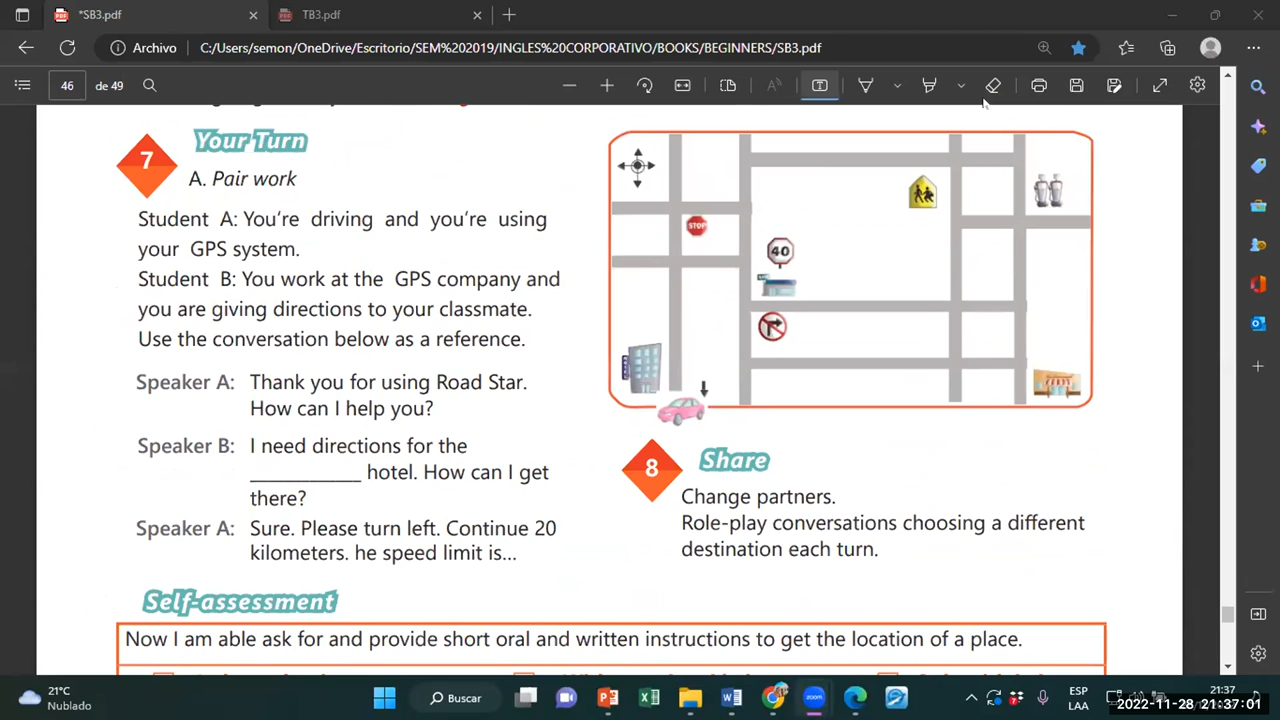 *SB3.pdf
TB3.pdf
Archivo
C:/Users/semon/OneDrive/Escritorio/SEM%202019/INGLES%20CORPORATIVO/BOOKS/BEGINNERS/SB3.pdf
46
de 49
7
Your Turn
A. Pair work
Student A: You're driving and you're using
your GPS system.
Student B: You work at the GPS company and
you are giving directions to your classmate.
Use the conversation below as a reference.
Speaker A: Thank you for using Road Star.
How can I help you?
Speaker B: I need directions for the
____________ hotel. How can I get
there?
Speaker A: Sure. Please turn left. Continue 20
kilometers. he speed limit is...
STOP
40
8
Share
Change partners.
Role-play conversations choosing a different
destination each turn.
Self-assessment
Now I am able ask for and provide short oral and written instructions to get the location of a place.
21°C
Nublado
Buscar
zoom
ESP
LAA
21:37
2022-11-28 21:37:01